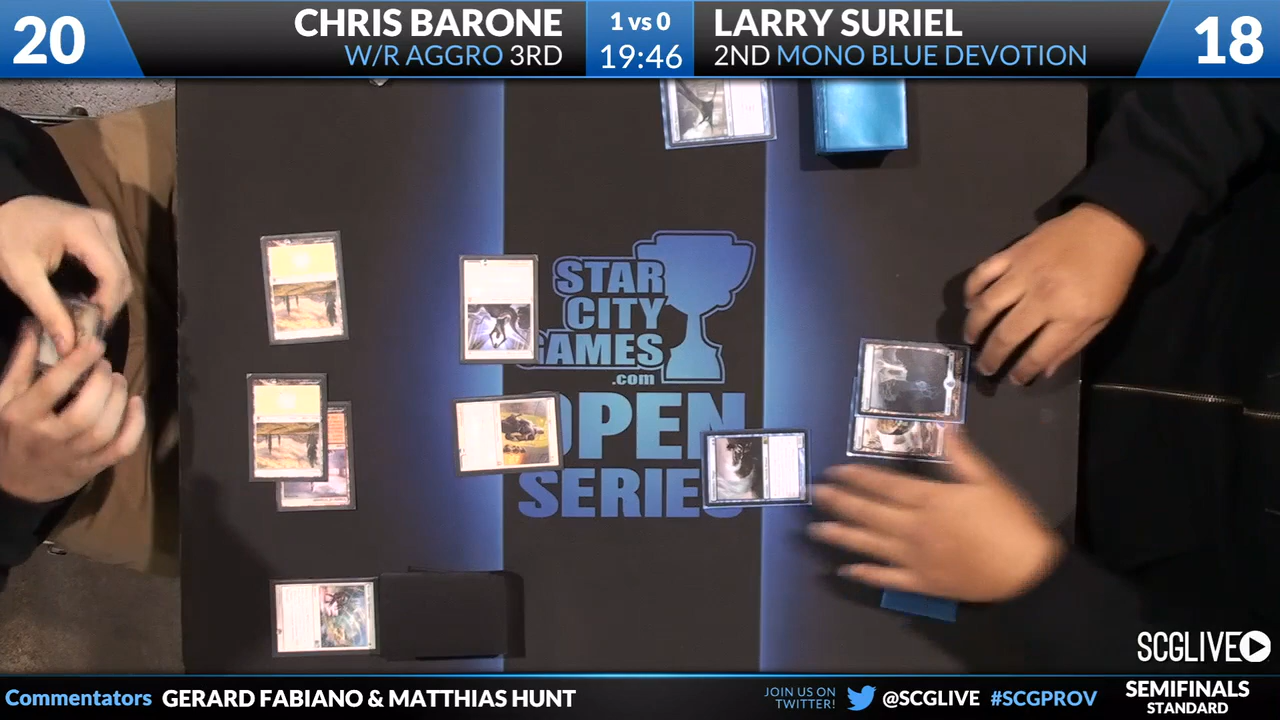 20
CHRIS BARONE
W/R AGGRO 3RD
1 vs 0
19:46
LARRY SURIEL
2ND MONO BLUE DEVOTION
18
STAR
CITY
GAMES
.com
OPEN
SERIES
SCGLIVE
Commentators GERARD FABIANO & MATTHIAS HUNT
JOIN US ON
TWITTER!
@SCGLIVE #SCGPROV
SEMIFINALS
STANDARD